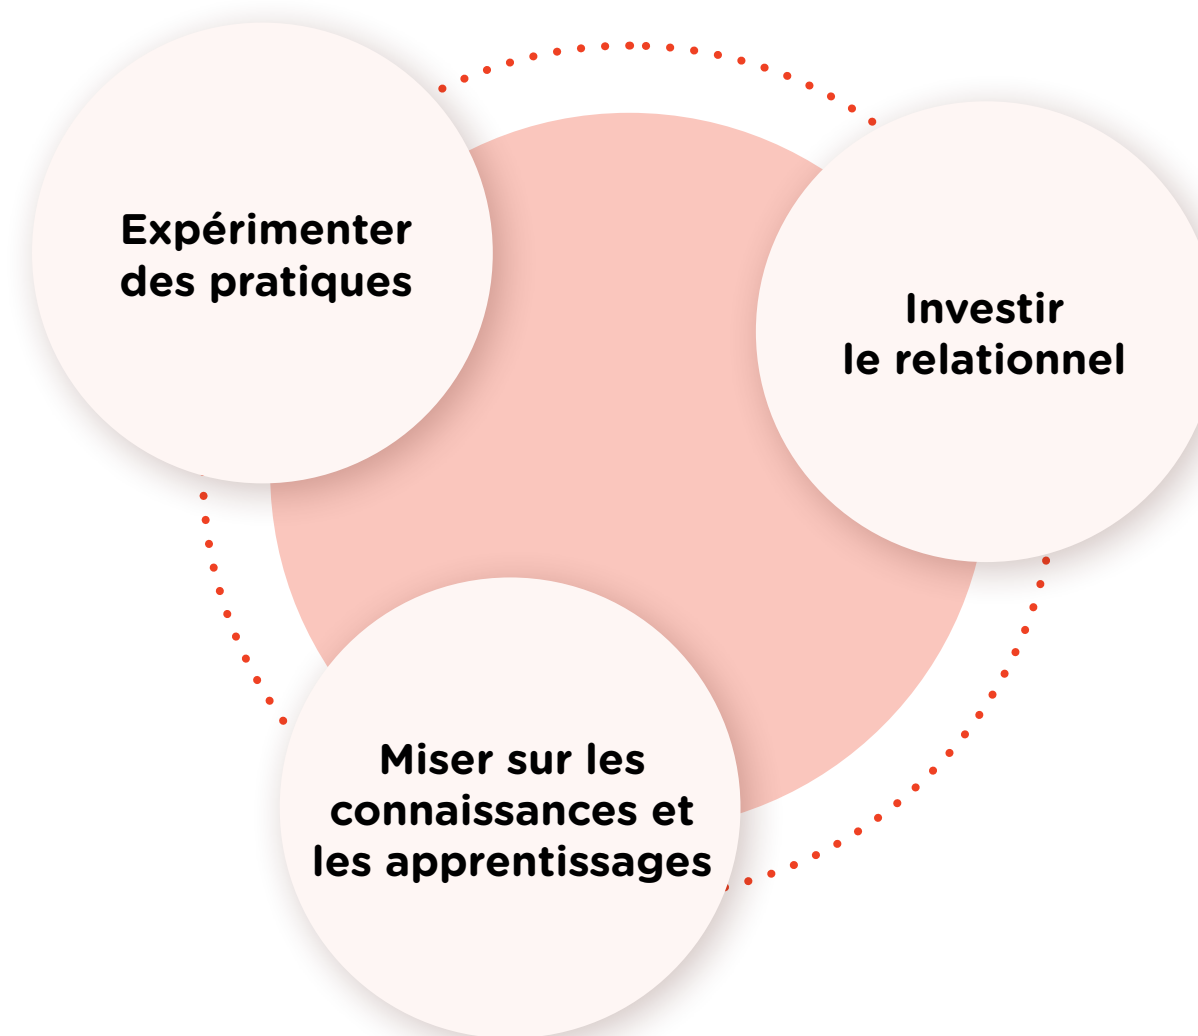 Expérimenter
des pratiques
Investir
le relationnel
Miser sur les
connaissances et
les apprentissages